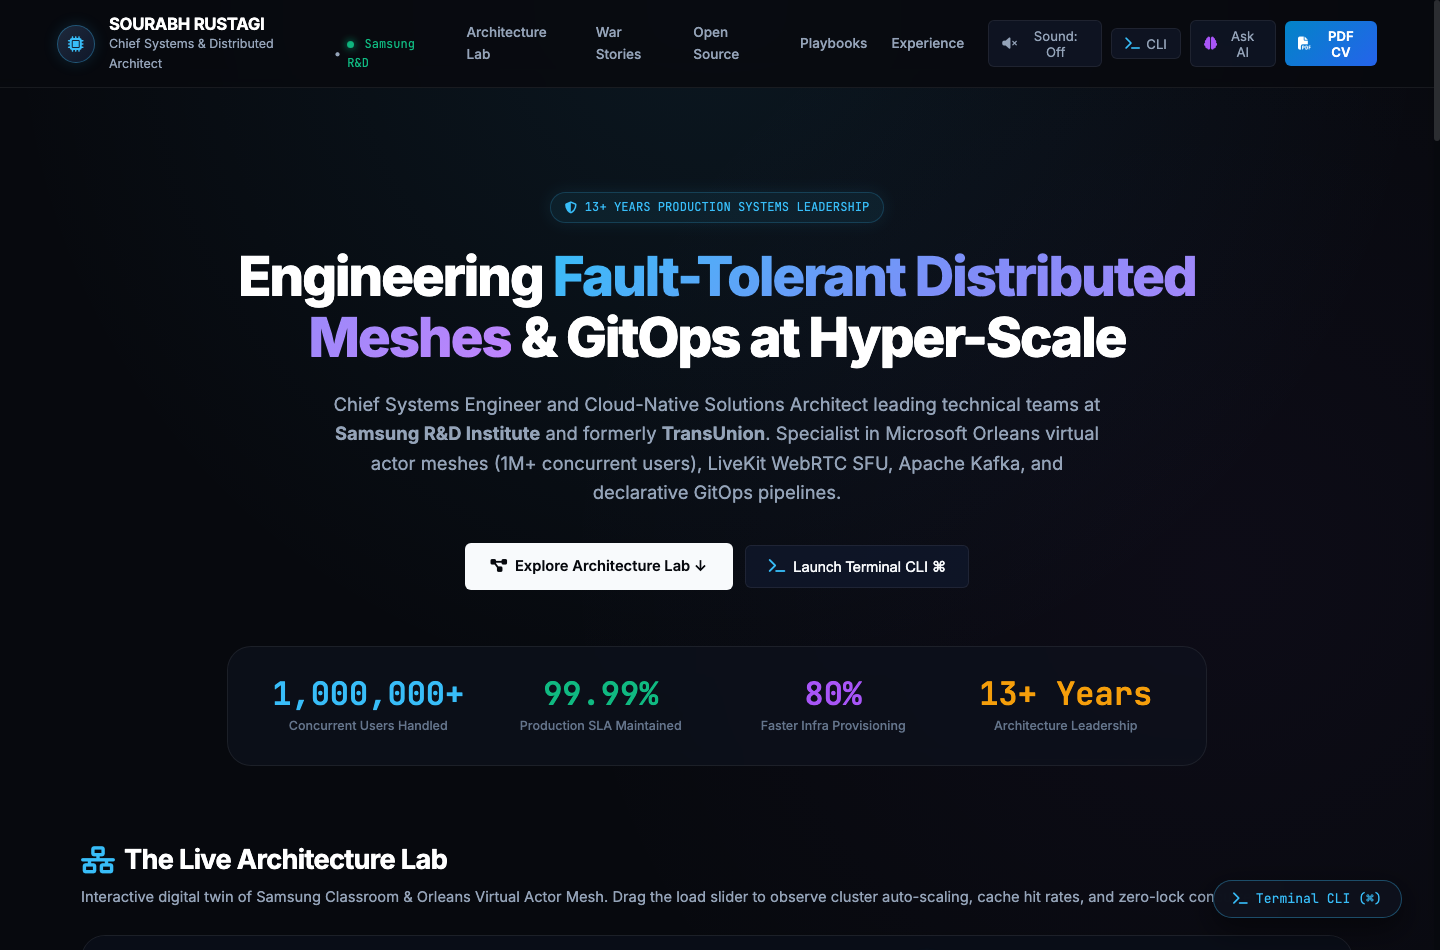 SOURABH RUSTAGI
Chief Systems & Distributed
Architect
• ● Samsung
R&D
Architecture
Lab
War
Stories
Open
Source
Playbooks
Experience
Sound:
Off
CLI
Ask
AI
PDF
CV
13+ YEARS PRODUCTION SYSTEMS LEADERSHIP
Engineering Fault-Tolerant Distributed
Meshes & GitOps at Hyper-Scale
Chief Systems Engineer and Cloud-Native Solutions Architect leading technical teams at
Samsung R&D Institute and formerly TransUnion. Specialist in Microsoft Orleans virtual
actor meshes (1M+ concurrent users), LiveKit WebRTC SFU, Apache Kafka, and
declarative GitOps pipelines.
Explore Architecture Lab ↓
Launch Terminal CLI ⌘
1,000,000+
Concurrent Users Handled
99.99%
Production SLA Maintained
80%
Faster Infra Provisioning
13+ Years
Architecture Leadership
The Live Architecture Lab
Interactive digital twin of Samsung Classroom & Orleans Virtual Actor Mesh. Drag the load slider to observe cluster auto-scaling, cache hit rates, and zero-lock con
Terminal CLI (⌘)